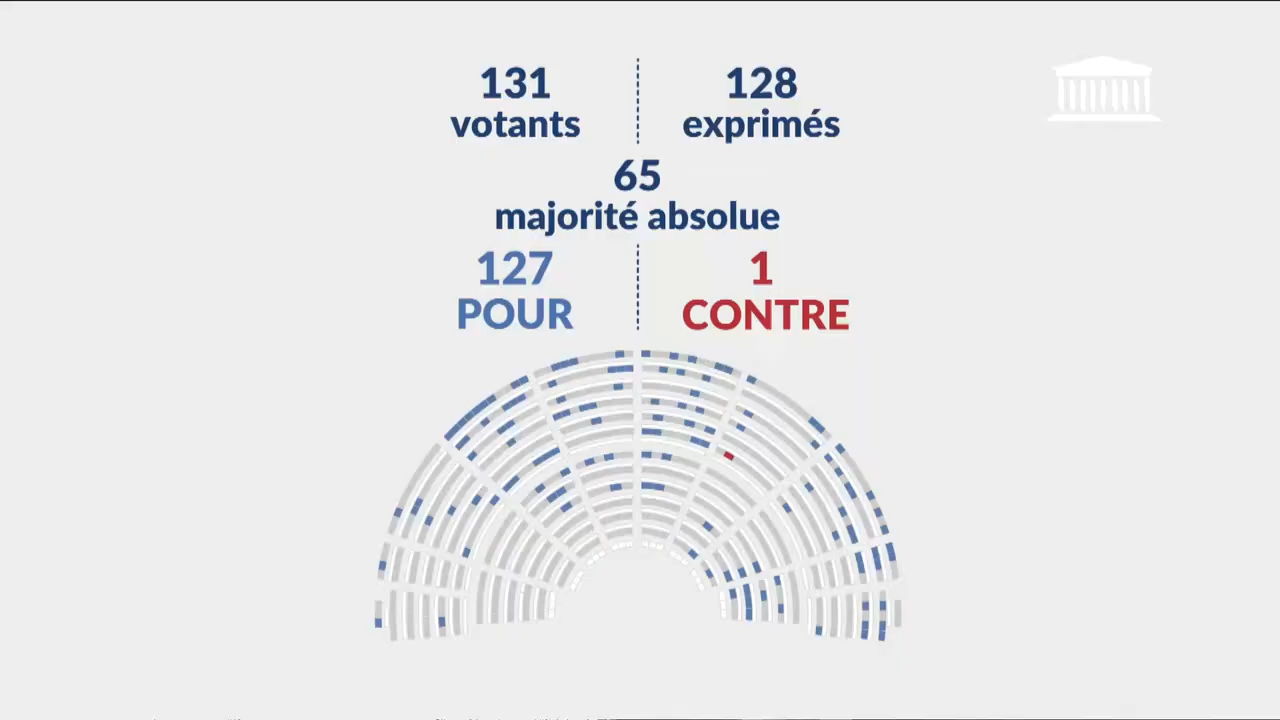 131
votants
128
exprimés
65
majorité absolue
127
POUR
1
CONTRE